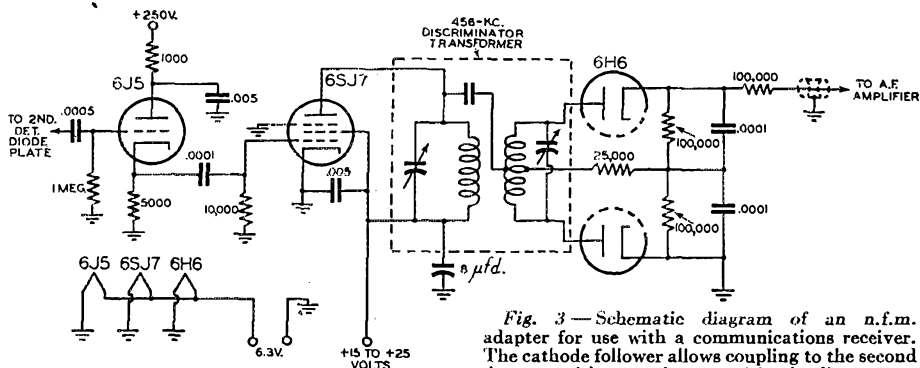 +250V.
1000
6J5
.005
TO 2ND.
DET.
DIODE
PLATE
.0005
1 MEG.
5000
.0001
10,000
6SJ7
.005
456-KC.
DISCRIMINATOR
TRANSFORMER
8 µfd.
6H6
25,000
100,000
100,000
.0001
.0001
100,000
TO A.F.
AMPLIFIER
6J5 6SJ7 6H6
6.3V.
+15 TO +25
VOLTS
Fig. 3 — Schematic diagram of an n.f.m.
adapter for use with a communications receiver.
The cathode follower allows coupling to the second